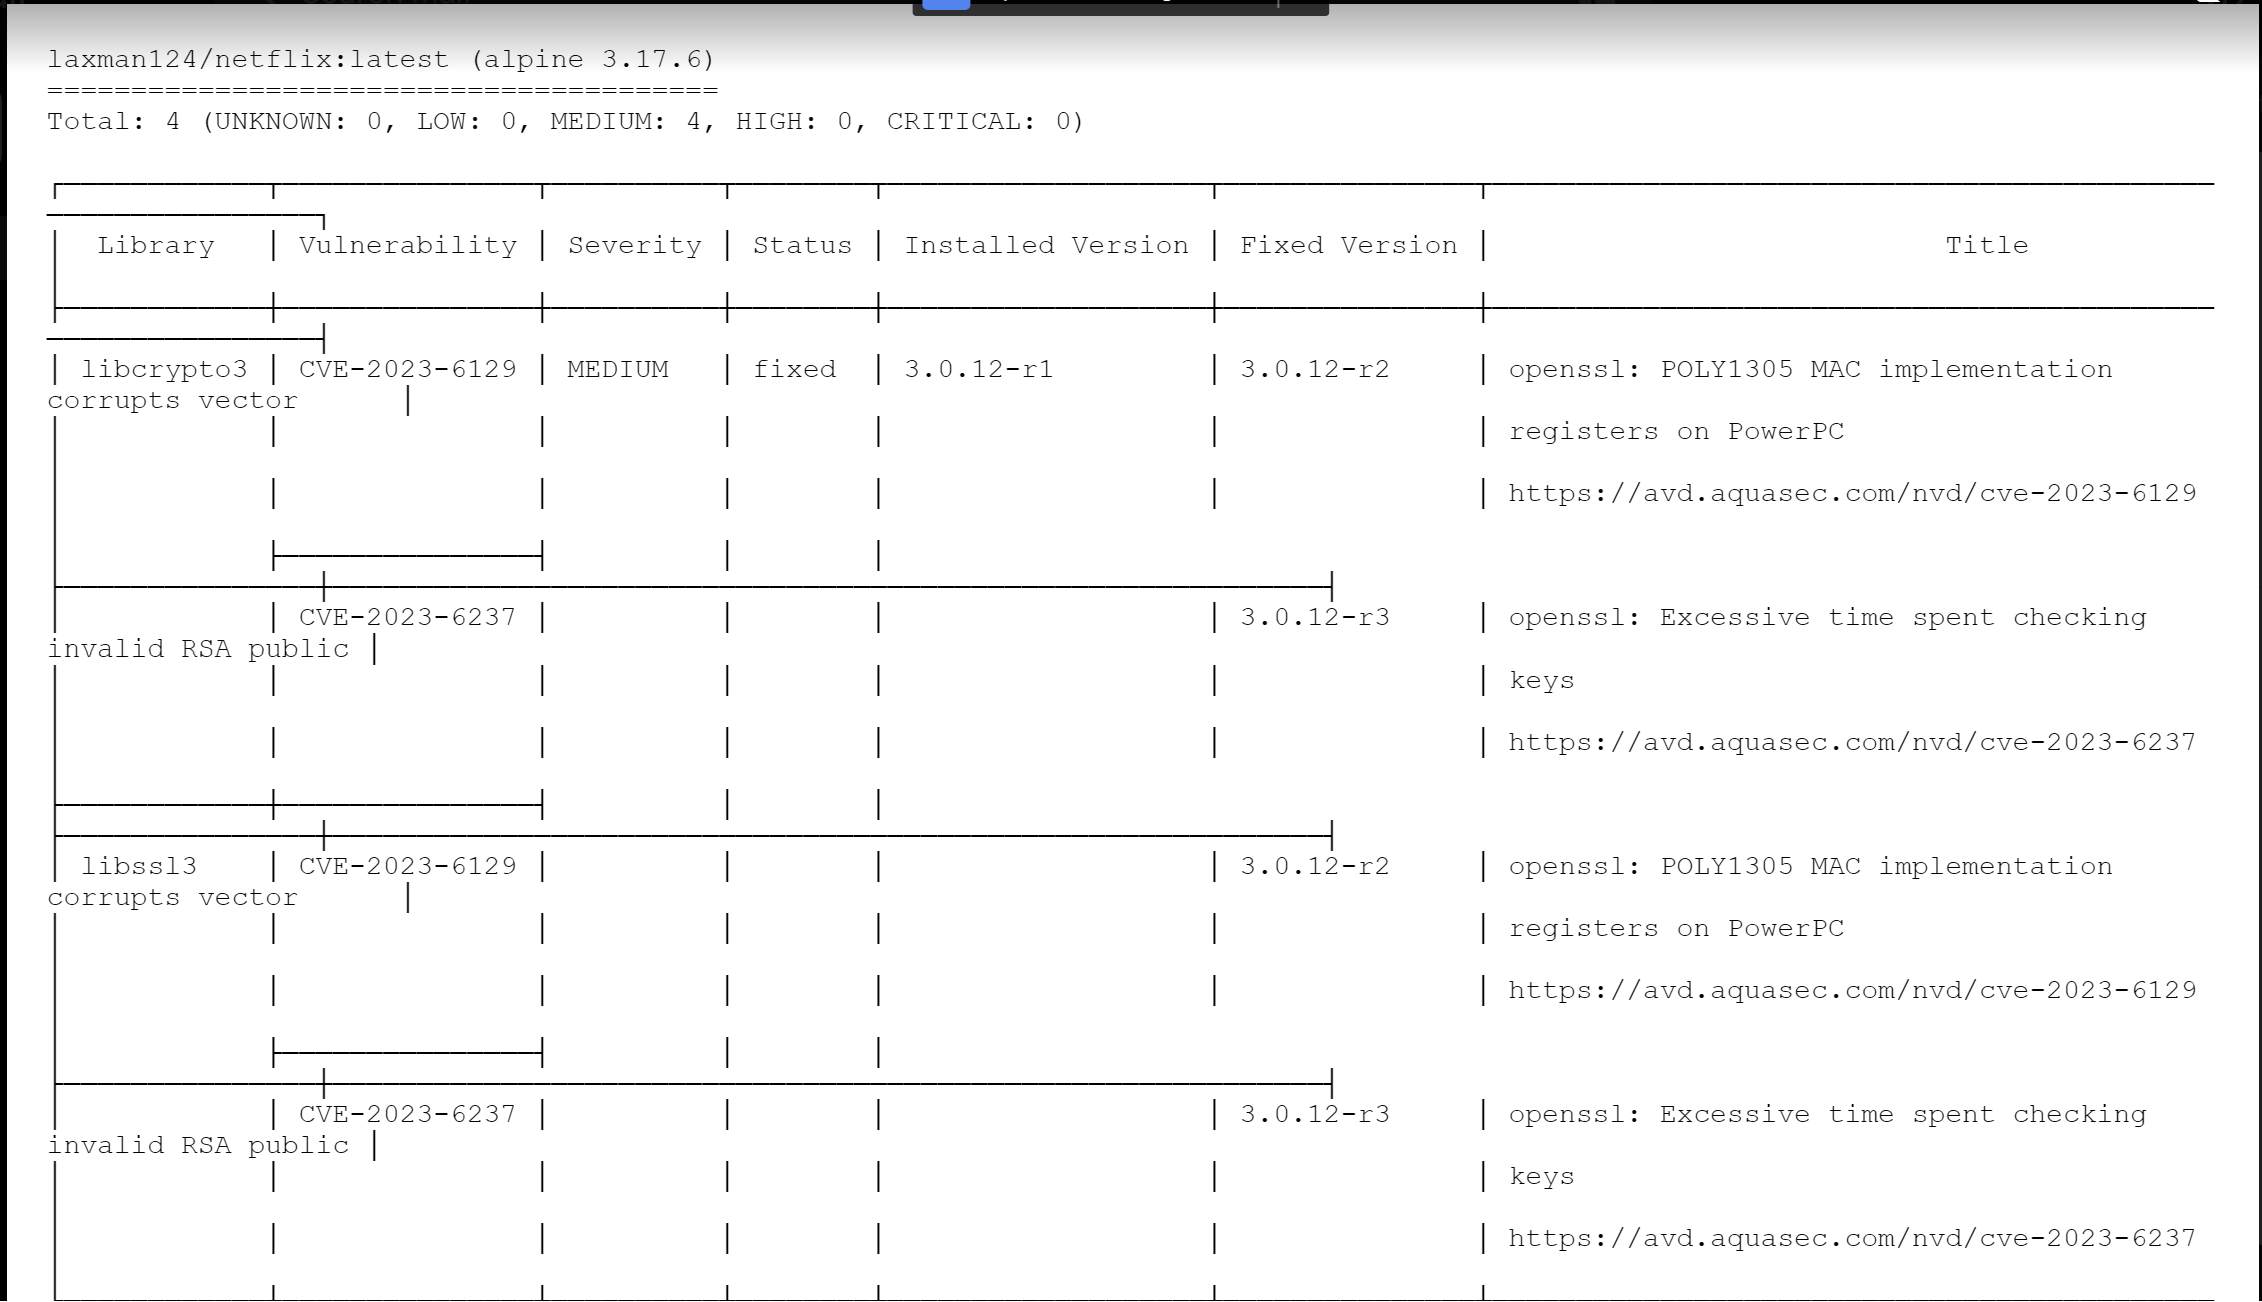 laxman124/netflix:latest (alpine 3.17.6)
========================================
Total: 4 (UNKNOWN: 0, LOW: 0, MEDIUM: 4, HIGH: 0, CRITICAL: 0)
Library | Vulnerability | Severity | Status | Installed Version | Fixed Version | Title
| libcrypto3 | CVE-2023-6129 | MEDIUM | fixed | 3.0.12-r1 | 3.0.12-r2 | openssl: POLY1305 MAC implementation
corrupts vector |
registers on PowerPC
https://avd.aquasec.com/nvd/cve-2023-6129
| CVE-2023-6237 | | | | 3.0.12-r3 | openssl: Excessive time spent checking
invalid RSA public |
keys
https://avd.aquasec.com/nvd/cve-2023-6237
| libssl3 | CVE-2023-6129 | | | | 3.0.12-r2 | openssl: POLY1305 MAC implementation
corrupts vector |
registers on PowerPC
https://avd.aquasec.com/nvd/cve-2023-6129
| CVE-2023-6237 | | | | 3.0.12-r3 | openssl: Excessive time spent checking
invalid RSA public |
keys
https://avd.aquasec.com/nvd/cve-2023-6237